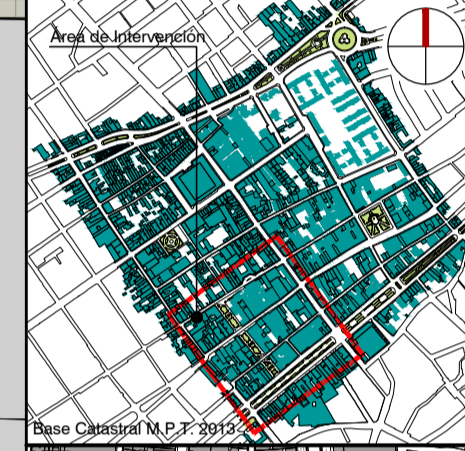 Área de Intervención
Base Catastral M.P.T. 2013